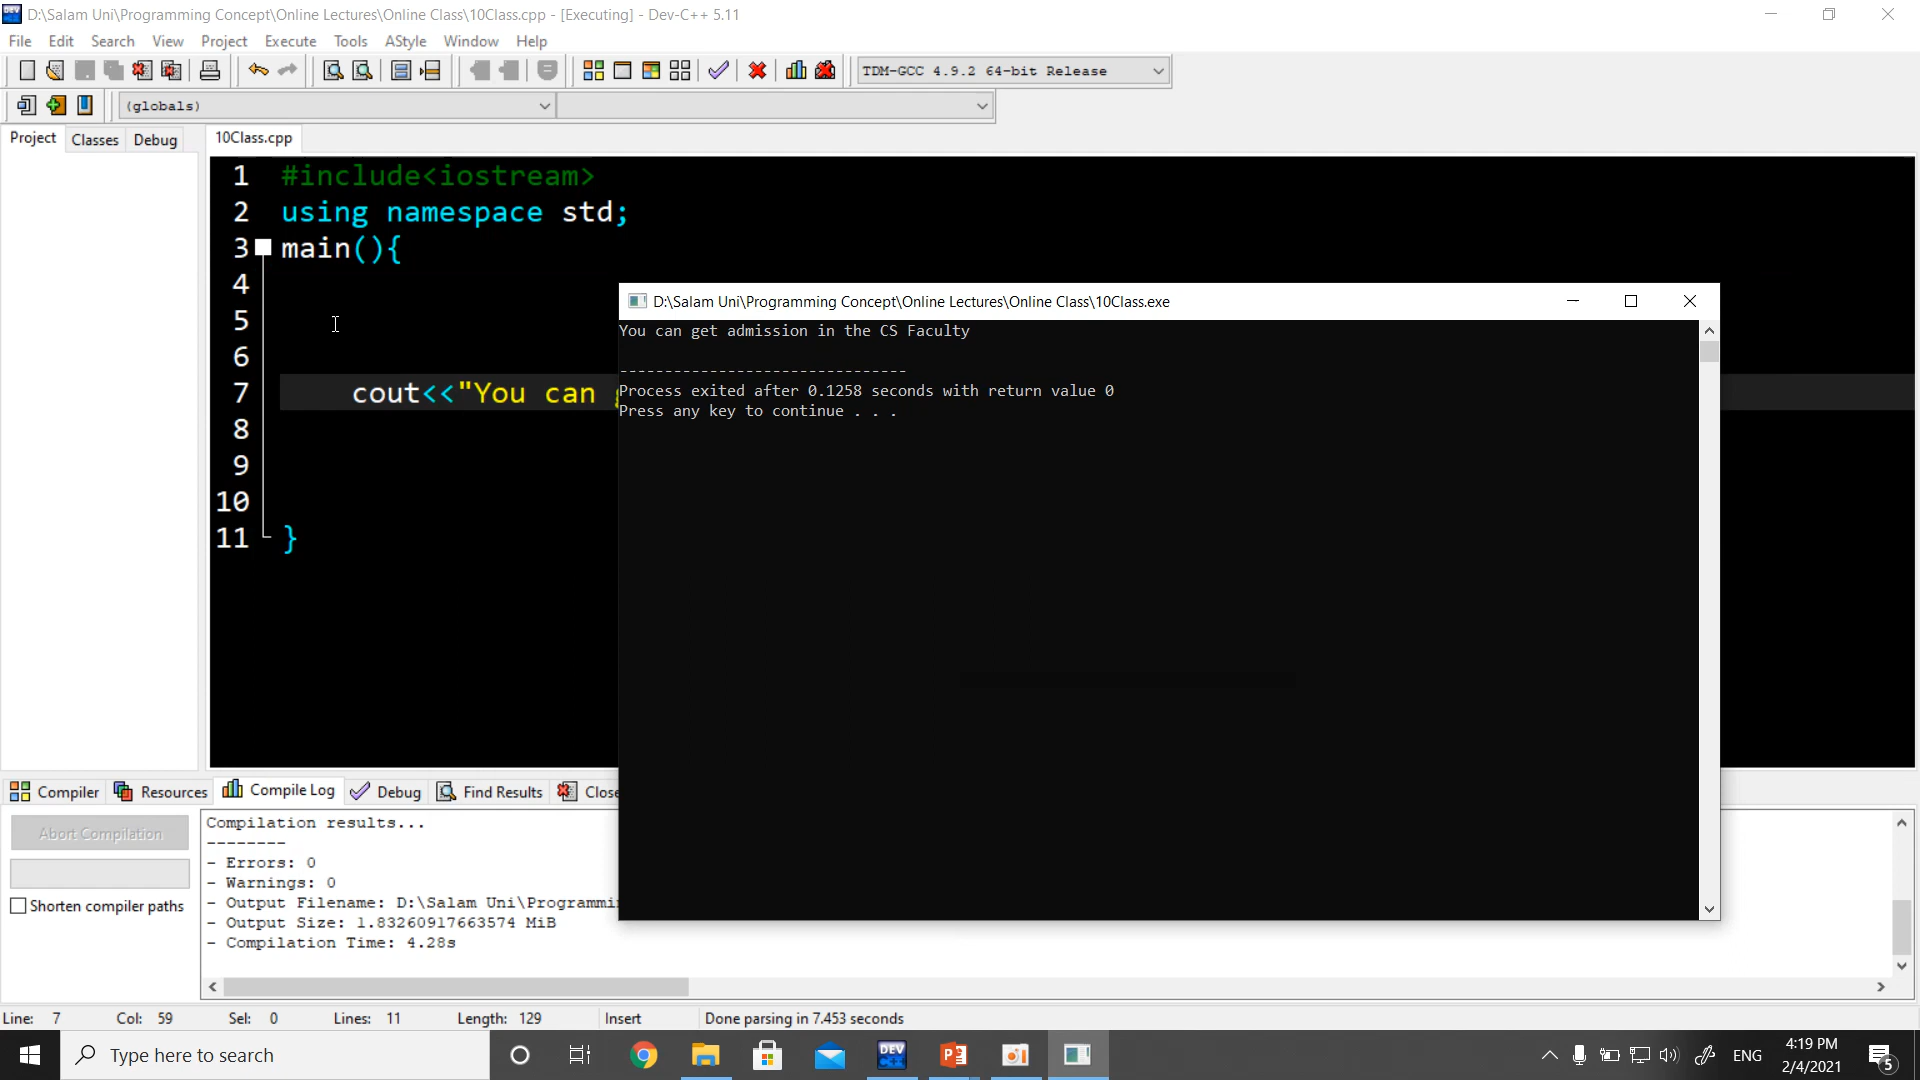 D:\Salam Uni\Programming Concept\Online Lectures\Online Class\10Class.cpp - [Executing] - Dev-C++ 5.11
File Edit Search View Project Execute Tools AStyle Window Help
TDM-GCC 4.9.2 64-bit Release
(globals)
Project Classes Debug 10Class.cpp
1 #include<iostream>
2 using namespace std;
3 main(){
4
5
6
7 cout<<"You can
8
9
10
11 }
D:\Salam Uni\Programming Concept\Online Lectures\Online Class\10Class.exe
You can get admission in the CS Faculty
--------------------------------
Process exited after 0.1258 seconds with return value 0
Press any key to continue . . .
Compiler Resources Compile Log Debug Find Results Close
Abort Compilation
Shorten compiler paths
Compilation results...
--------
- Errors: 0
- Warnings: 0
- Output Filename: D:\Salam Uni\Programmi
- Output Size: 1.83260917663574 MiB
- Compilation Time: 4.28s
Line: 7 Col: 59 Sel: 0 Lines: 11 Length: 129 Insert Done parsing in 7.453 seconds
Type here to search
DEV C++
ENG
4:19 PM
2/4/2021
5